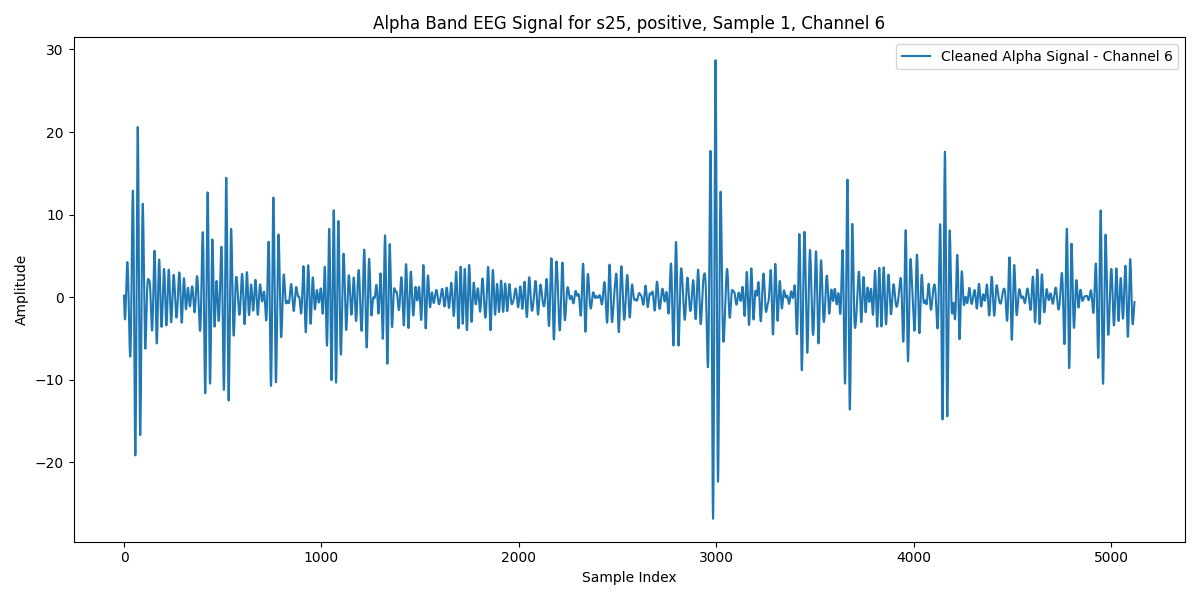 Alpha Band EEG Signal for s25, positive, Sample 1, Channel 6
Cleaned Alpha Signal - Channel 6
Amplitude
30
20
10
0
−10
−20
0 1000 2000 3000 4000 5000
Sample Index